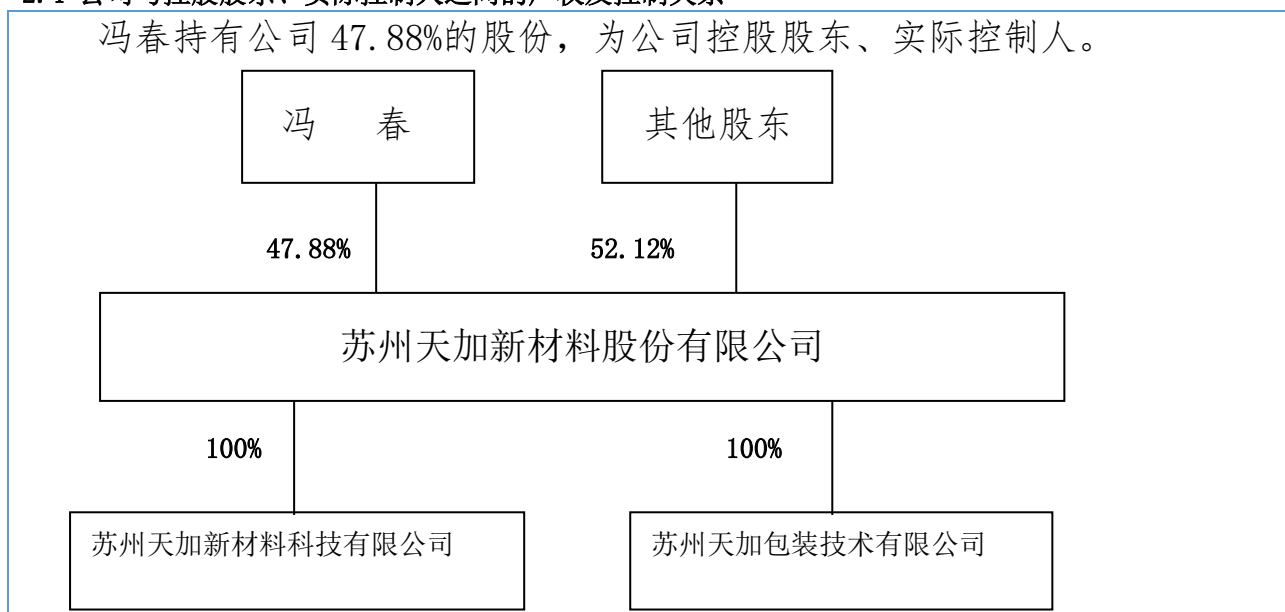 冯春持有公司 47.88%的股份，为公司控股股东、实际控制人。
冯 春
其他股东
47.88%
52.12%
苏州天加新材料股份有限公司
100%
100%
苏州天加新材料科技有限公司
苏州天加包装技术有限公司